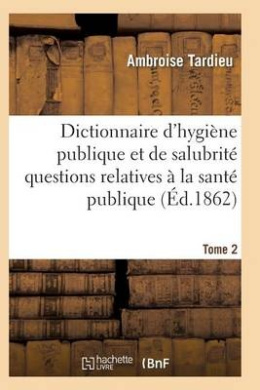 Ambroise Tardieu
Dictionnaire d'hygiène publique et de salubrité
questions relatives à la santé
publique (Éd.1862)
Tome 2
hachette
LIVRE
{BnF